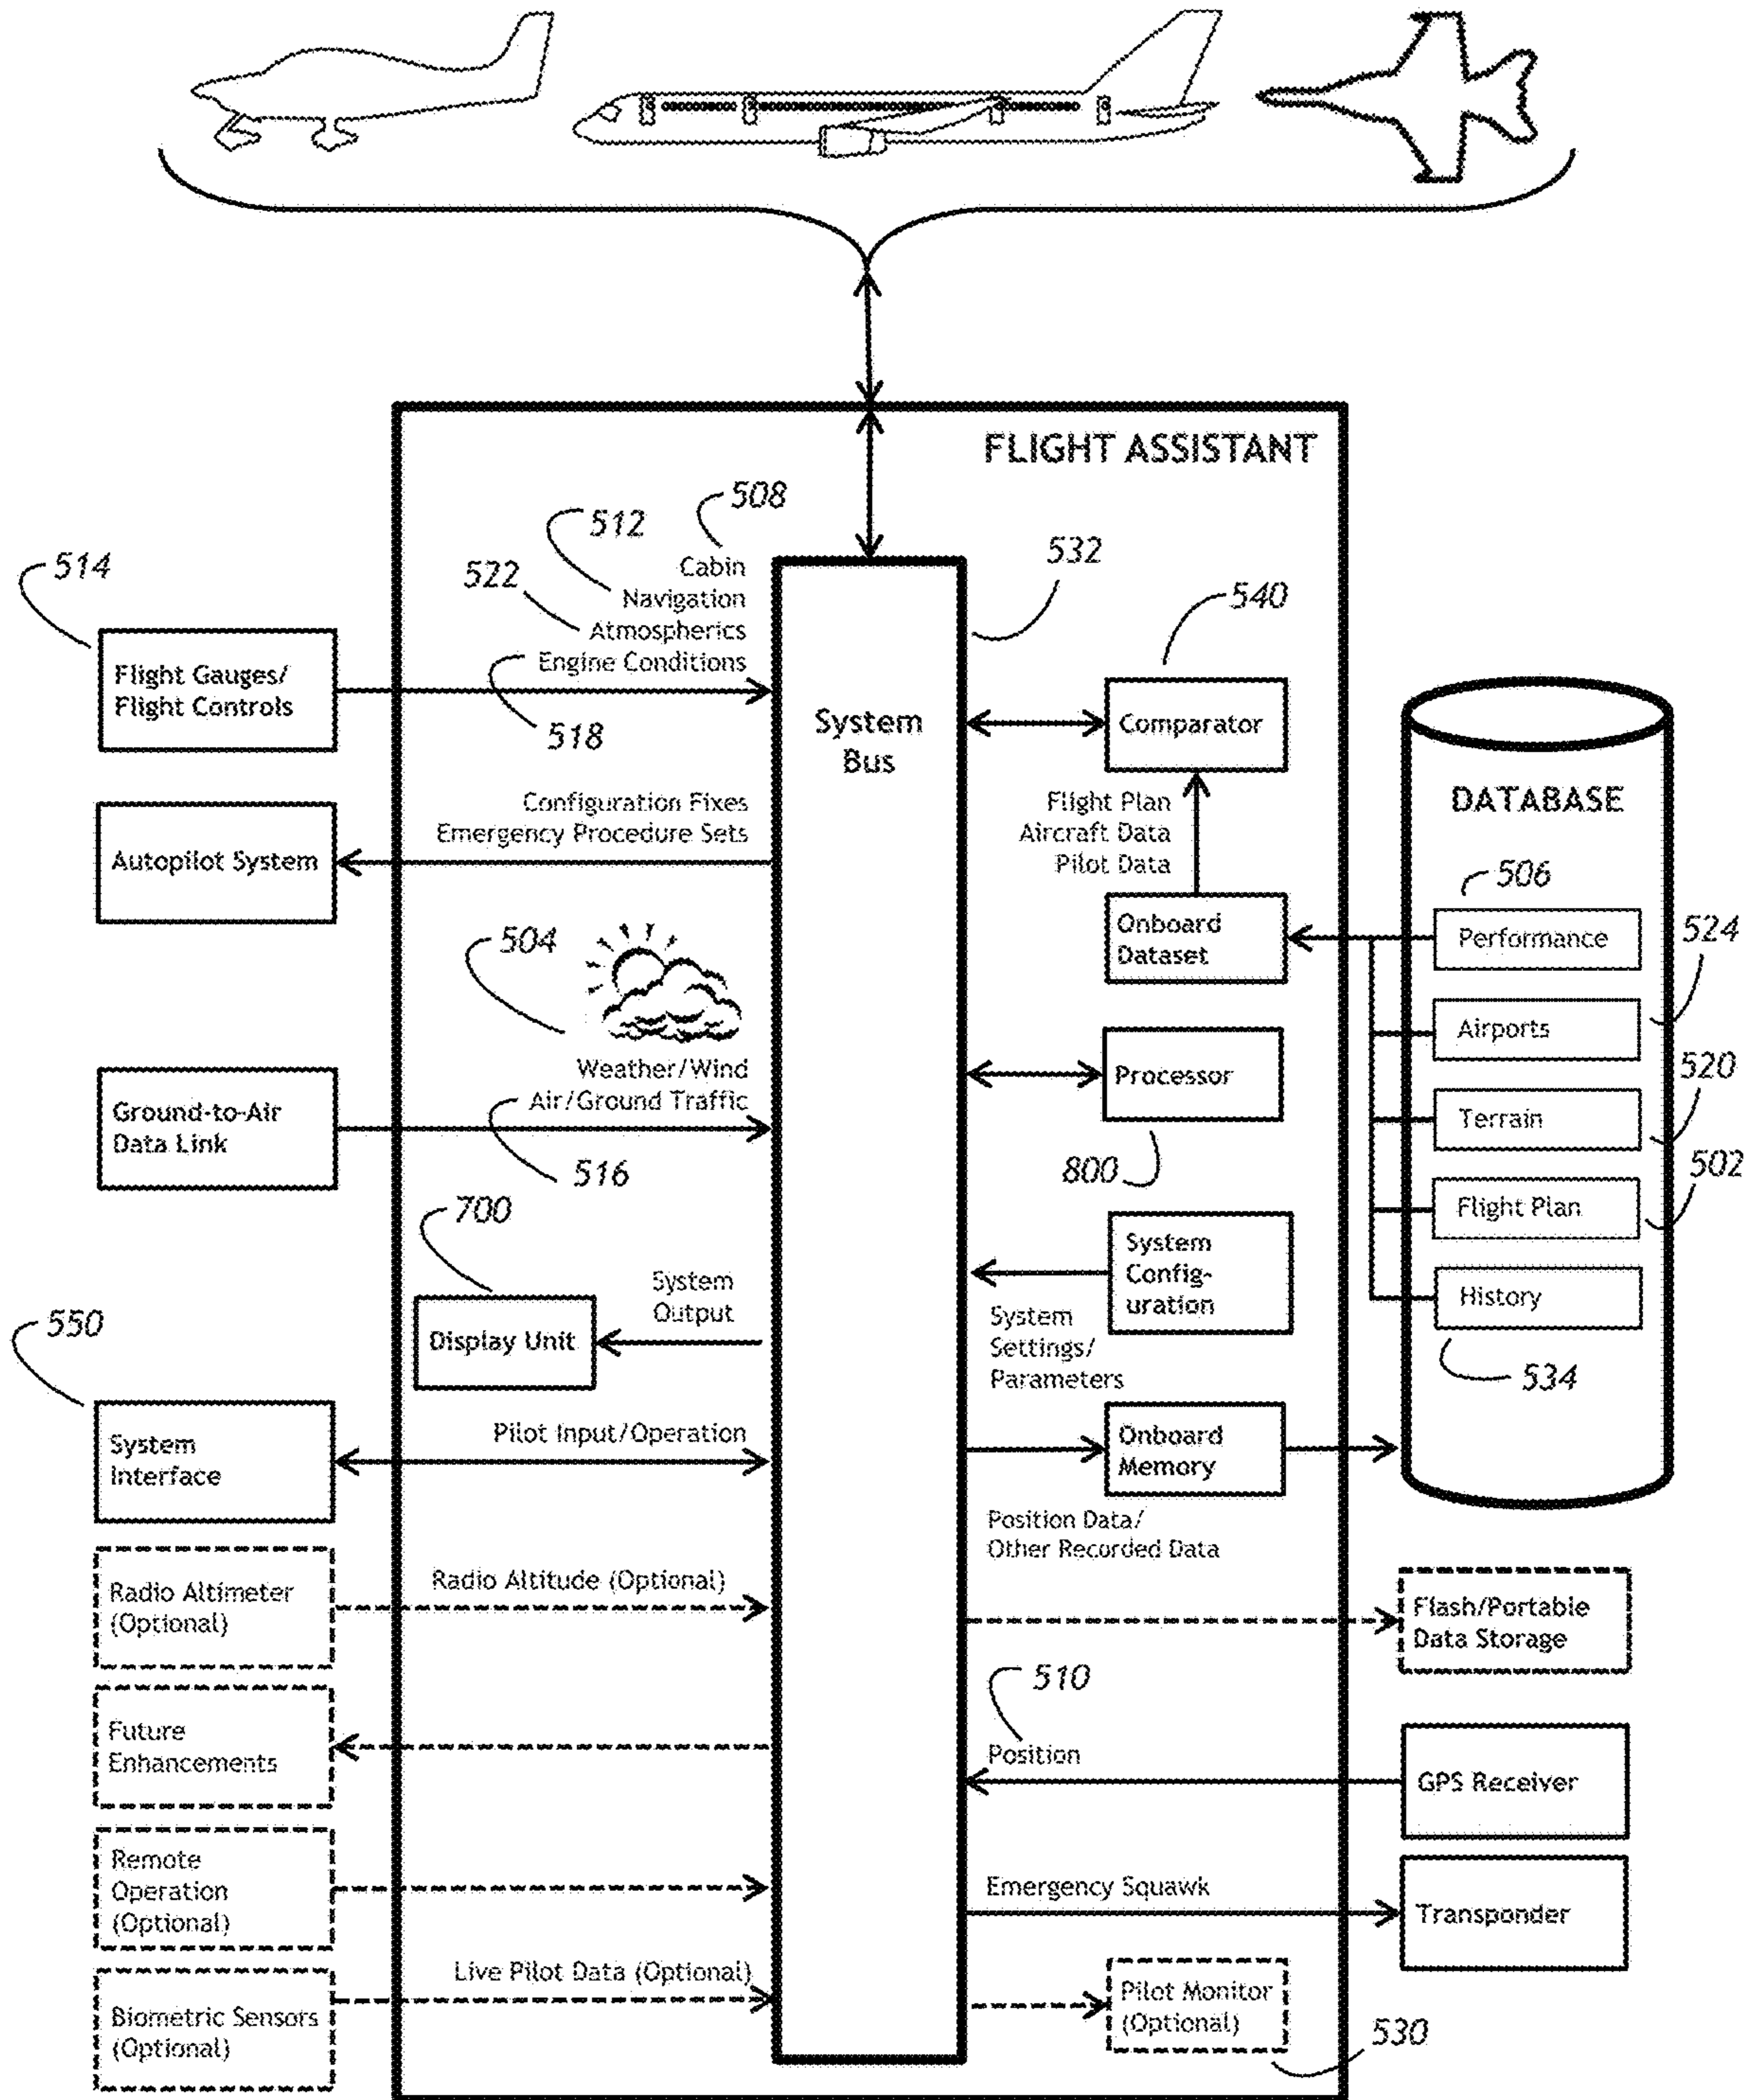 FLIGHT ASSISTANT
508
512
522
Cabin
Navigation
Atmospherics
Engine Conditions
518
514
Flight Gauges/
Flight Controls
Configuration Fixes
Emergency Procedure Sets
Autopilot System
504
Weather/Wind
Air/Ground Traffic
516
Ground-to-Air
Data Link
700
System
Output
Display Unit
550
Pilot Input/Operation
System
Interface
Radio Altitude (Optional)
Radio Altimeter
(Optional)
Future
Enhancements
Remote
Operation
(Optional)
Live Pilot Data (Optional)
Biometric Sensors
(Optional)
System
Bus
532
540
Comparator
Flight Plan
Aircraft Data
Pilot Data
Onboard
Dataset
Processor
800
System
Config-
uration
System
Settings/
Parameters
Onboard
Memory
Position Data/
Other Recorded Data
510
Position
Emergency Squawk
Pilot Monitor
(Optional)
530
DATABASE
506
Performance
524
Airports
520
Terrain
502
Flight Plan
History
534
Flash/Portable
Data Storage
GPS Receiver
Transponder